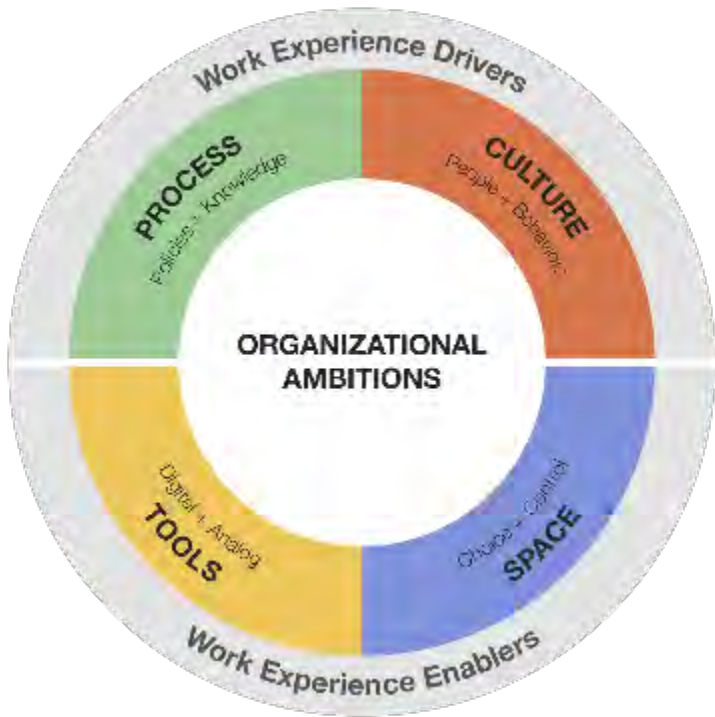 Work Experience Drivers
PROCESS
Policies + Knowledge
CULTURE
People + Behaviors
ORGANIZATIONAL
AMBITIONS
Digital + Analog
TOOLS
Choice + Control
SPACE
Work Experience Enablers